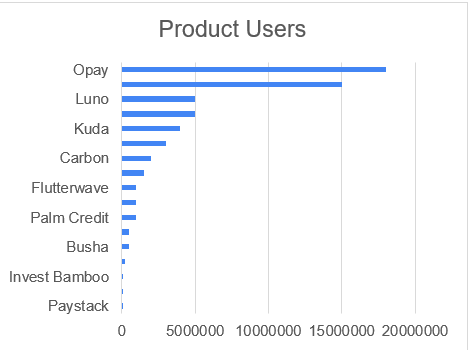 Product Users
Opay
Luno
Kuda
Carbon
Flutterwave
Palm Credit
Busha
Invest Bamboo
Paystack
0 5000000 10000000 15000000 20000000